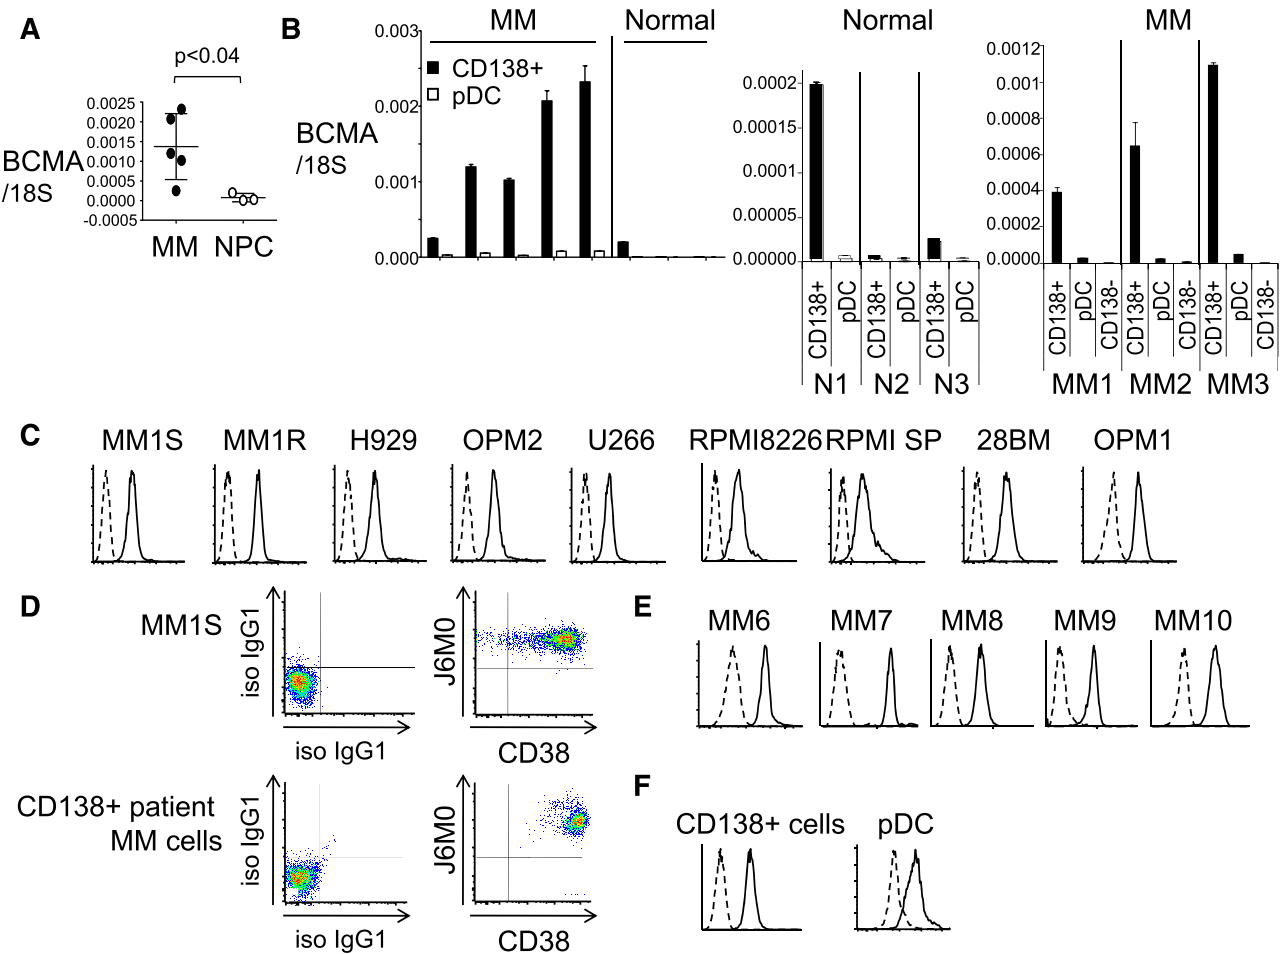 A
p<0.04
0.0025
0.0020
0.0015
0.0010
0.0005
0.0000
-0.0005
BCMA
/18S
MM NPC
B
MM Normal
CD138+
pDC
0.003
0.002
0.001
0.000
BCMA
/18S
Normal
0.0002
0.00015
0.0001
0.00005
0.00000
CD138+ pDC CD138+ pDC CD138+ pDC
N1 N2 N3
MM
0.0012
0.001
0.0008
0.0006
0.0004
0.0002
0.0000
CD138+ pDC CD138- CD138+ pDC CD138- CD138+ pDC CD138-
MM1 MM2 MM3
C
MM1S MM1R H929 OPM2 U266 RPMI8226 RPMI SP 28BM OPM1
D
MM1S
iso IgG1
iso IgG1
J6M0
CD38
CD138+ patient
MM cells
iso IgG1
iso IgG1
J6M0
CD38
E
MM6 MM7 MM8 MM9 MM10
F
CD138+ cells pDC